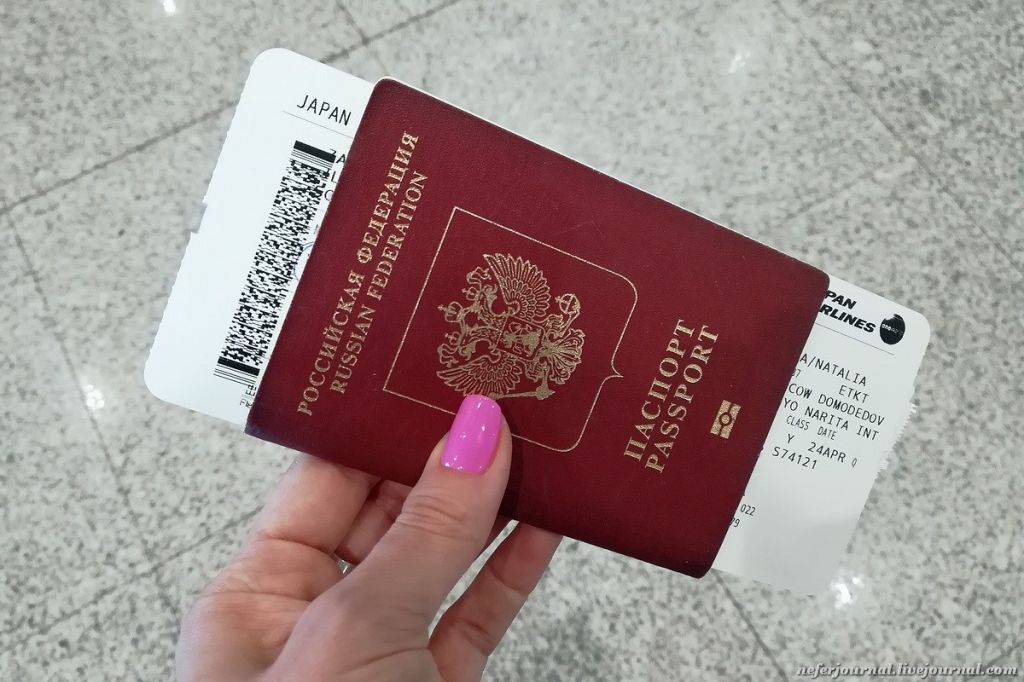 JAPAN
РОССИЙСКАЯ ФЕДЕРАЦИЯ
RUSSIAN FEDERATION
ПАСПОРТ
PASSPORT
PAN
RLINES
A/NATALIA
ETKT
COW DOMODEDOV
YO NARITA INT
CLASS DATE
Y 24APR Q
S74121
022
neferjournal.livejournal.com